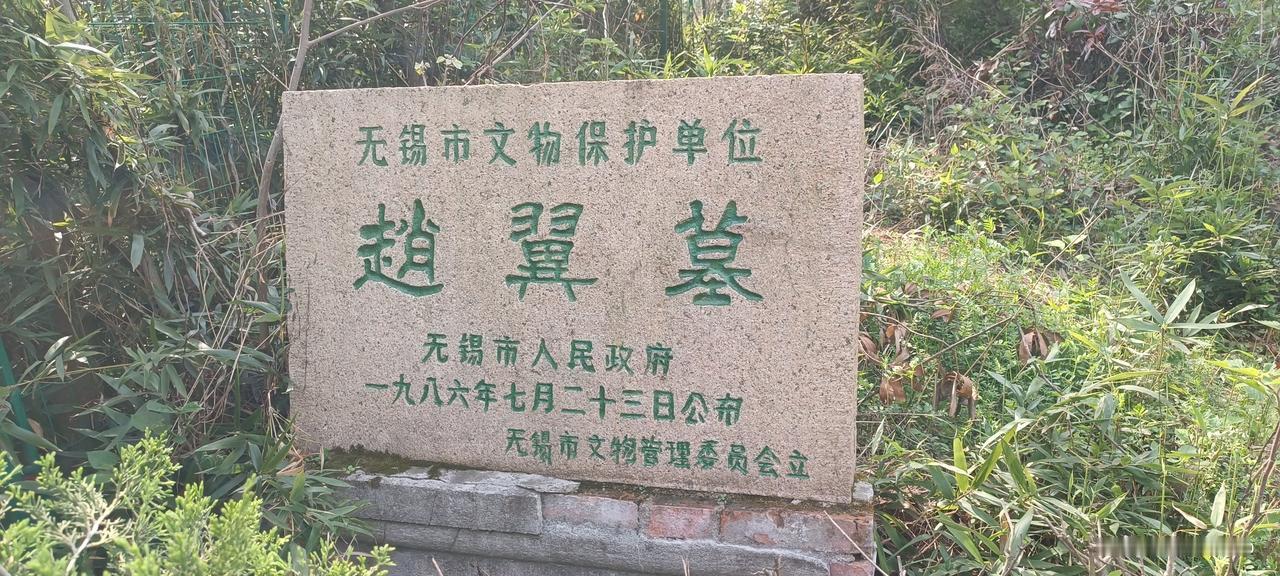 无锡市文物保护单位
趙翼墓
无锡市人民政府
一九八六年七月二十三日公布
无锡市文物管理委员会立